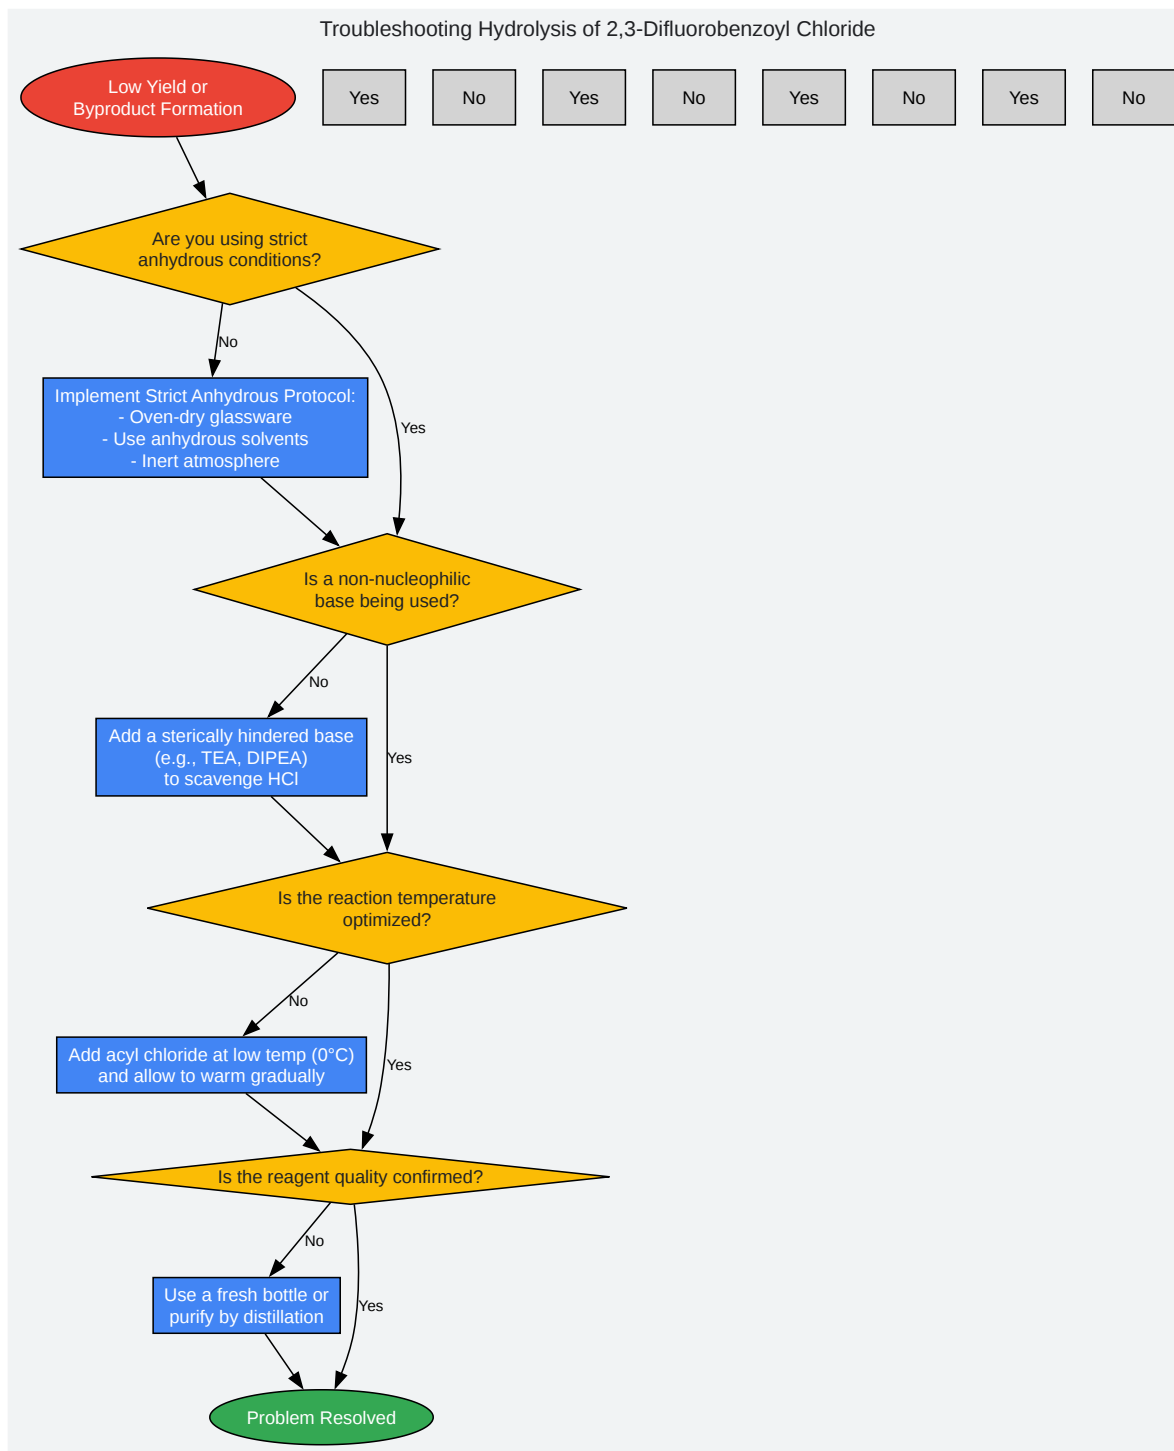 Troubleshooting Hydrolysis of 2,3-Difluorobenzoyl Chloride
Low Yield or
Byproduct Formation
Yes
No
Yes
No
Yes
No
Yes
No
Are you using strict
anhydrous conditions?
No
Implement Strict Anhydrous Protocol:
- Oven-dry glassware
- Use anhydrous solvents
- Inert atmosphere
Yes
Is a non-nucleophilic
base being used?
No
Add a sterically hindered base
(e.g., TEA, DIPEA)
to scavenge HCl
Yes
Is the reaction temperature
optimized?
No
Add acyl chloride at low temp (0°C)
and allow to warm gradually
Yes
Is the reagent quality confirmed?
No
Use a fresh bottle or
purify by distillation
Yes
Problem Resolved